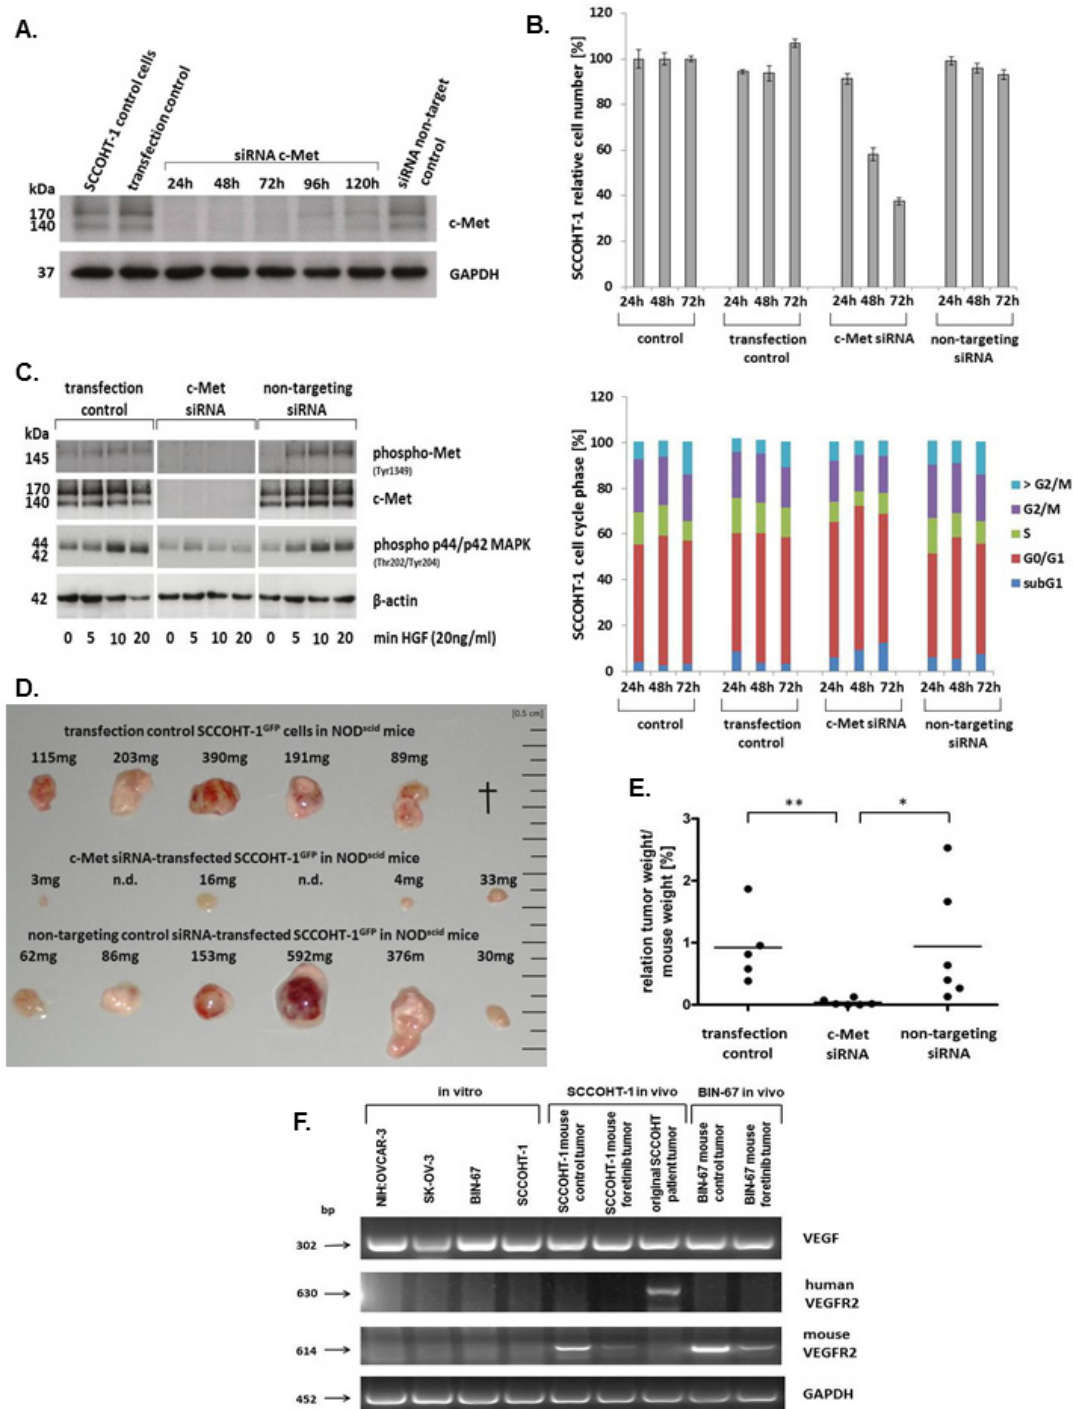 A.
SCCOHT-1 control cells
transfection control
siRNA c-Met
siRNA non-target
control
kDa
24h 48h 72h 96h 120h
170
140
c-Met
37
GAPDH
B.
SCCOHT-1 relative cell number [%]
120
100
80
60
40
20
0
24h 48h 72h 24h 48h 72h 24h 48h 72h 24h 48h 72h
control
transfection
control
c-Met siRNA
non-targeting
siRNA
SCCOHT-1 cell cycle phase [%]
120
100
80
60
40
20
0
> G2/M
G2/M
S
G0/G1
subG1
24h 48h 72h 24h 48h 72h 24h 48h 72h 24h 48h 72h
control
transfection
control
c-Met siRNA
non-targeting
siRNA
C.
transfection
control
c-Met
siRNA
non-targeting
siRNA
kDa
145
phospho-Met
(Tyr1349)
170
140
c-Met
44
42
phospho p44/p42 MAPK
(Thr202/Tyr204)
42
β-actin
0 5 10 20 0 5 10 20 0 5 10 20 min HGF (20ng/ml)
D.
[0.5 cm]
transfection control SCCOHT-1GFP cells in NODscid mice
115mg 203mg 390mg 191mg 89mg
c-Met siRNA-transfected SCCOHT-1GFP in NODscid mice
3mg n.d. 16mg n.d. 4mg 33mg
non-targeting control siRNA-transfected SCCOHT-1GFP in NODscid mice
62mg 86mg 153mg 592mg 376m 30mg
E.
** *
relation tumor weight/
mouse weight [%]
3
2
1
0
transfection
control
c-Met
siRNA
non-targeting
siRNA
F.
in vitro
SCCOHT-1 in vivo
BIN-67 in vivo
NIH:OVCAR-3
SK-OV-3
BIN-67
SCCOHT-1
SCCOHT-1 mouse
control tumor
SCCOHT-1 mouse
foretinib tumor
original SCCOHT
patient tumor
BIN-67 mouse
control tumor
BIN-67 mouse
foretinib tumor
bp
302
VEGF
630
human
VEGFR2
614
mouse
VEGFR2
452
GAPDH